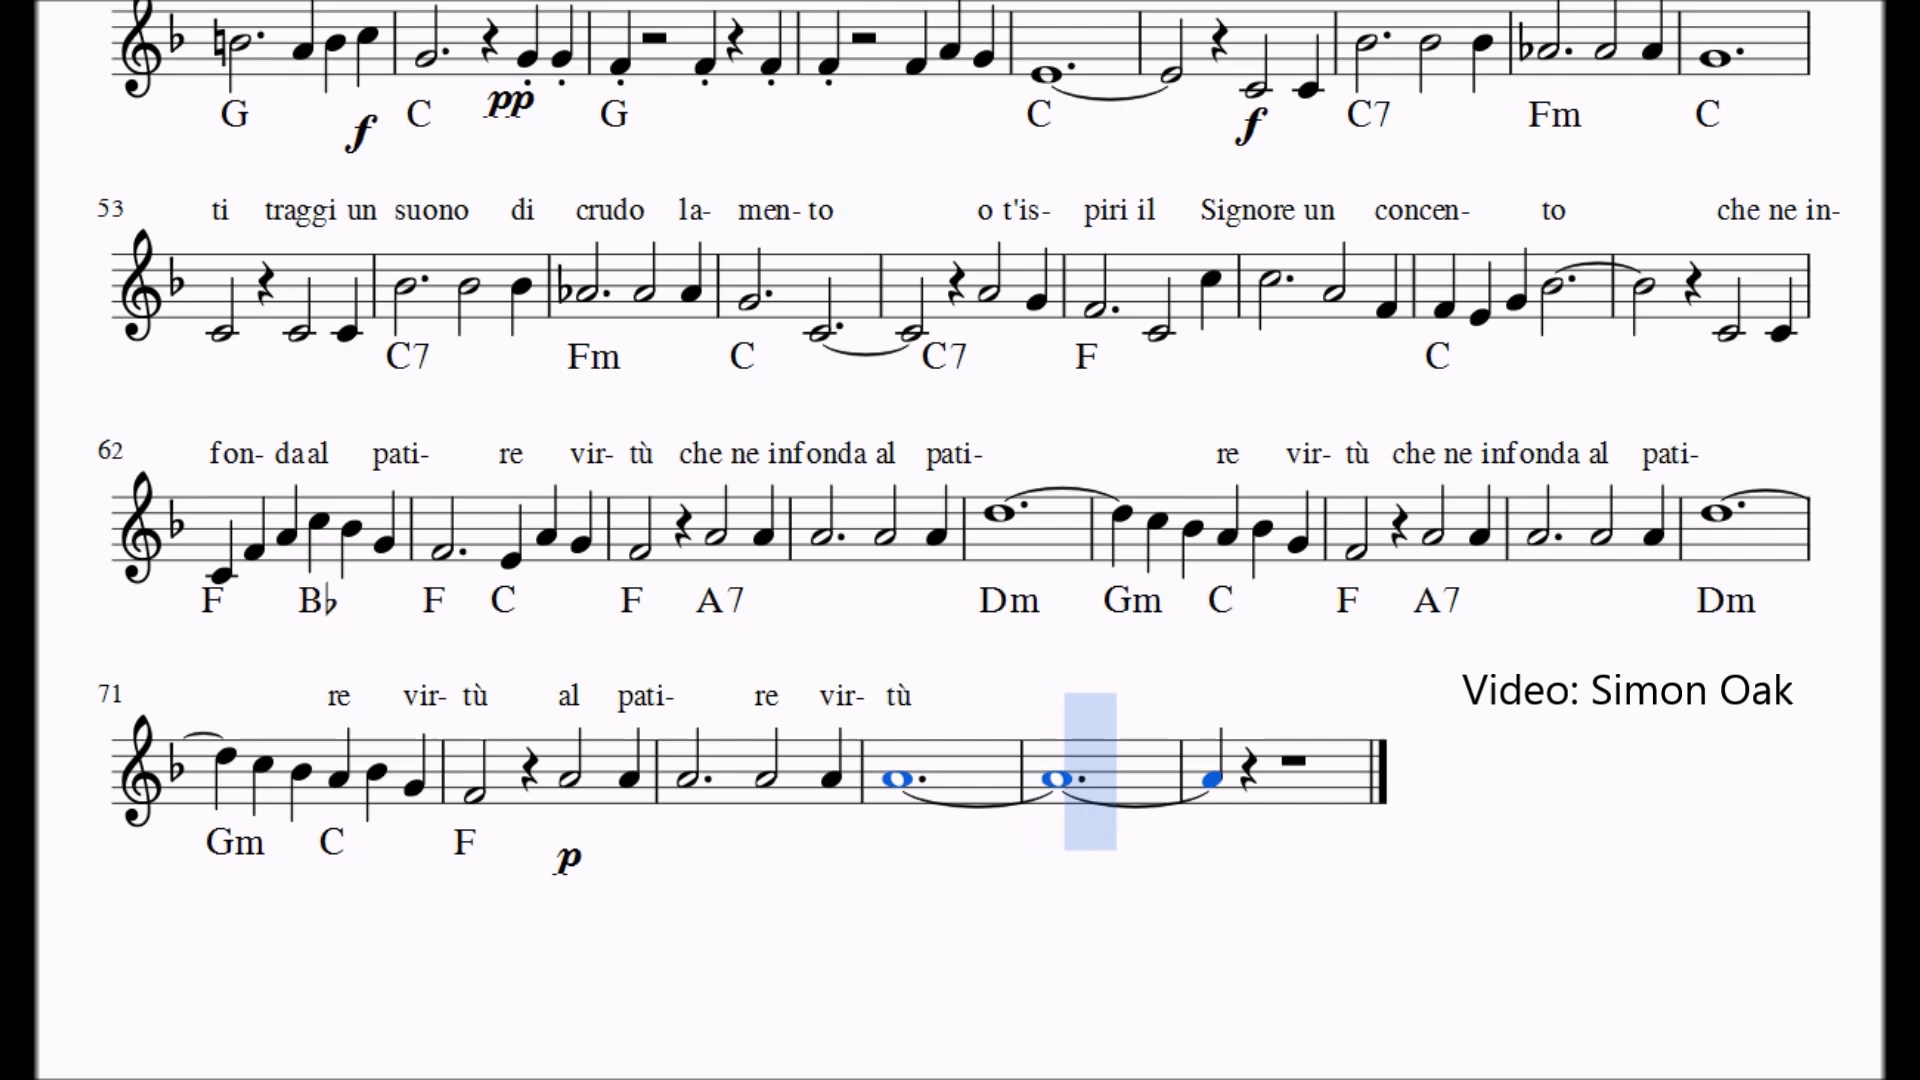 G f C pp G C f C7 Fm C
53 ti traggi un suono di crudo la- men- to o t'is- piri il Signore un concen- to che ne in-
C7 Fm C C7 F C
62 fon- da al pati- re vir- tù che ne infonda al pati- re vir- tù che ne infonda al pati-
F B♭ F C F A7 Dm Gm C F A7 Dm
71 re vir- tù al pati- re vir- tù
Video: Simon Oak
Gm C F p